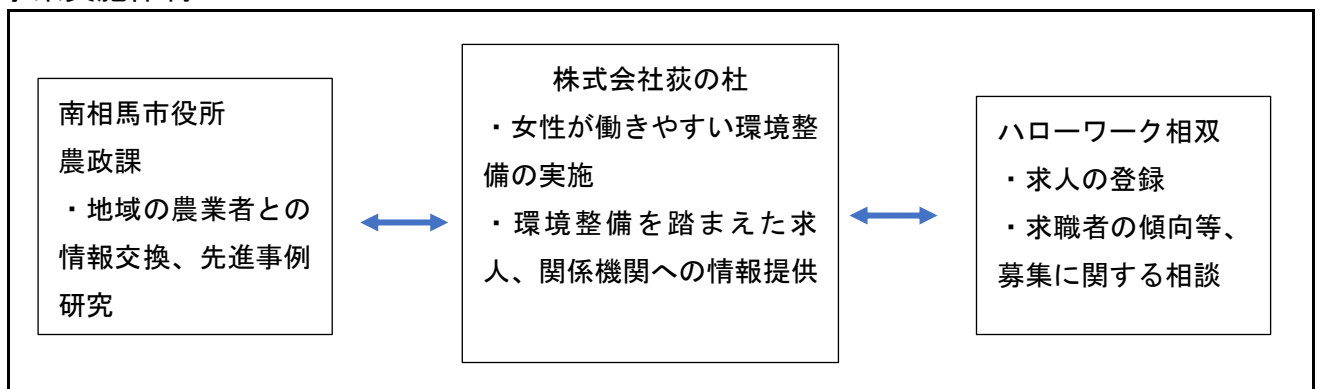 南相馬市役所
農政課
・地域の農業者との
情報交換、先進事例
研究
株式会社荻の杜
・女性が働きやすい環境整
備の実施
・環境整備を踏まえた求
人、関係機関への情報提供
ハローワーク相双
・求人の登録
・求職者の傾向等、
募集に関する相談